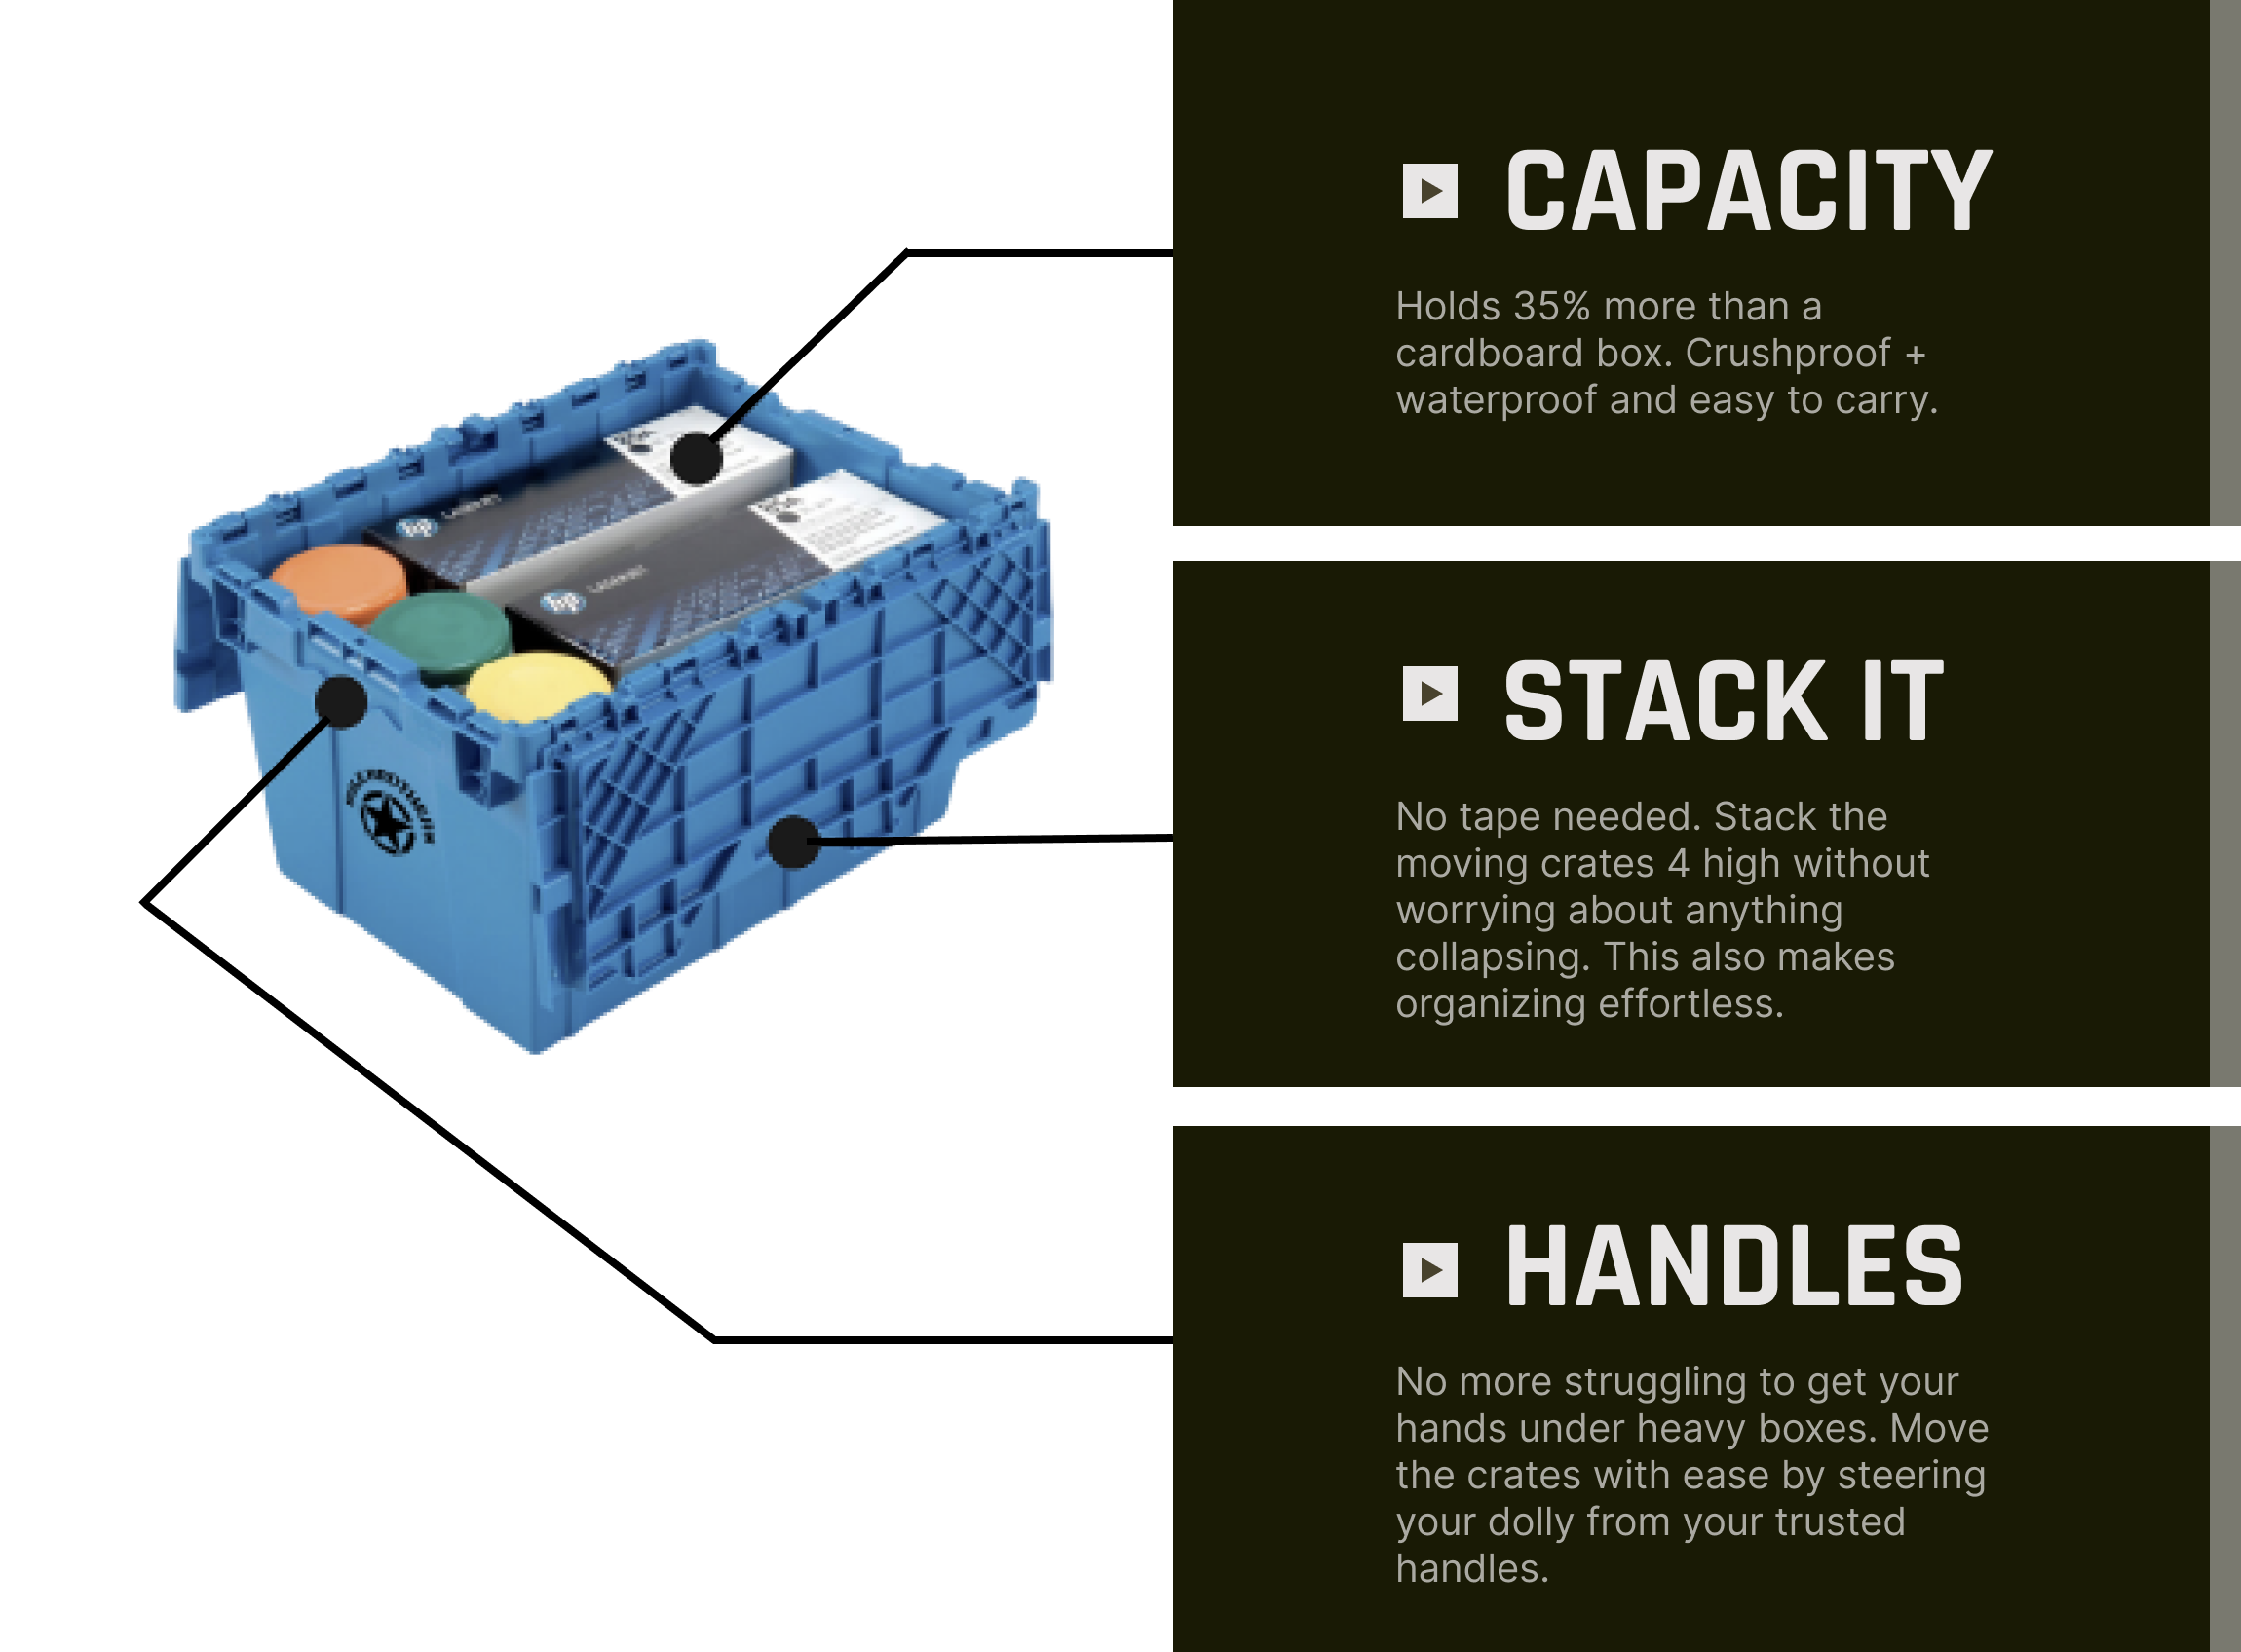 CAPACITY
Holds 35% more than a
cardboard box. Crushproof +
waterproof and easy to carry.
STACK IT
No tape needed. Stack the
moving crates 4 high without
worrying about anything
collapsing. This also makes
organizing effortless.
HANDLES
No more struggling to get your
hands under heavy boxes. Move
the crates with ease by steering
your dolly from your trusted
handles.